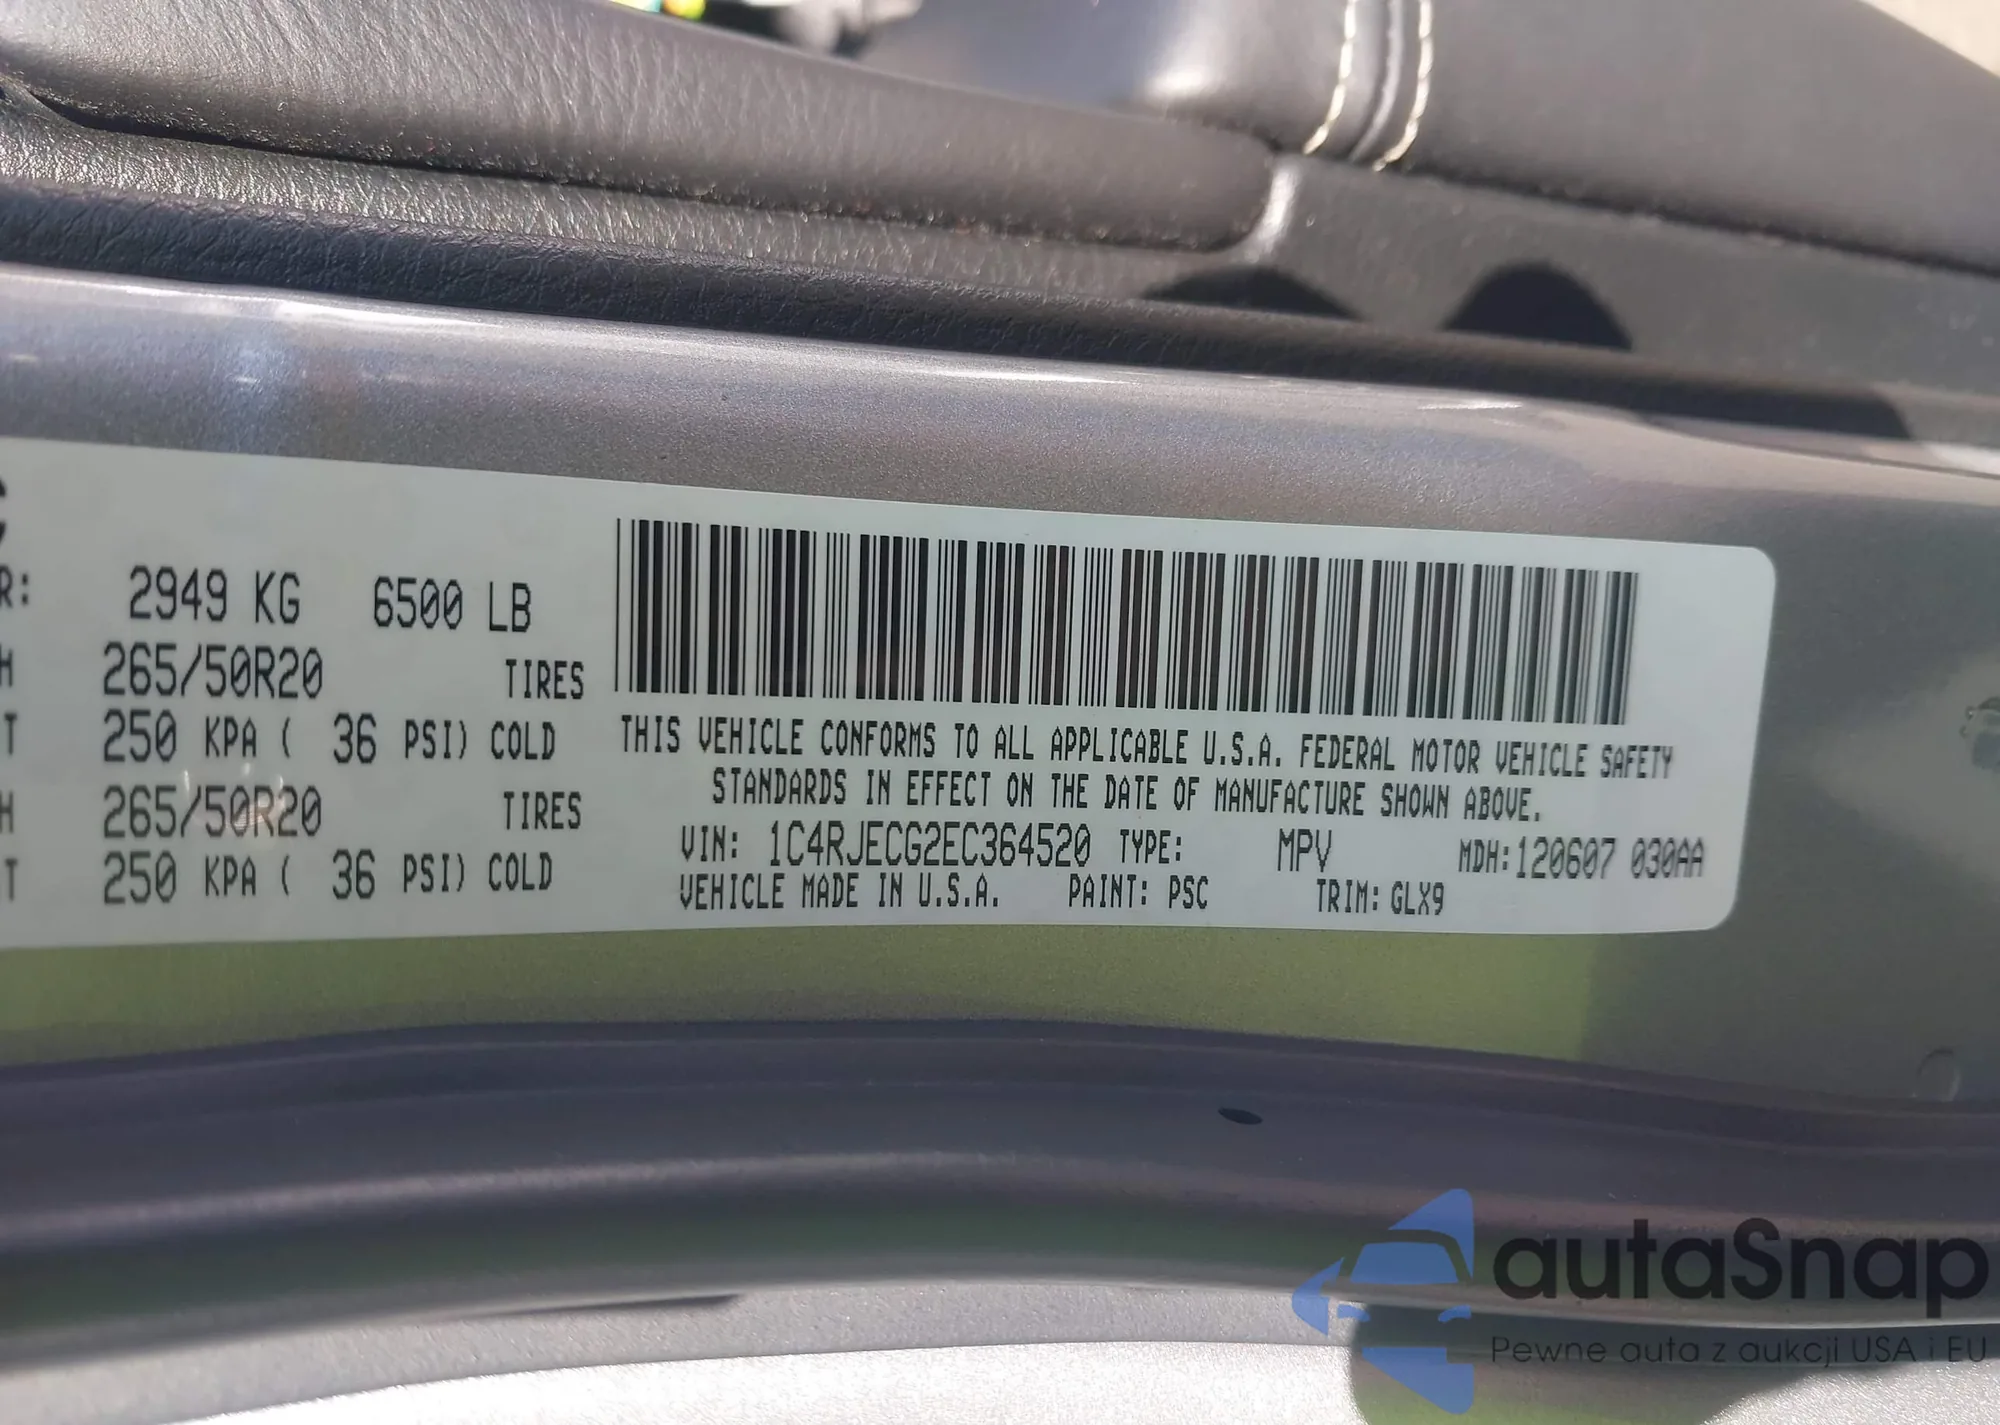 R: 2949 KG 6500 LB
H 265/50R20 TIRES
T 250 KPA ( 36 PSI) COLD
H 265/50R20 TIRES
T 250 KPA ( 36 PSI) COLD
THIS VEHICLE CONFORMS TO ALL APPLICABLE U.S.A. FEDERAL MOTOR VEHICLE SAFETY
STANDARDS IN EFFECT ON THE DATE OF MANUFACTURE SHOWN ABOVE.
VIN: 1C4RJECG2EC364520 TYPE: MPV MDH:120607 030AA
VEHICLE MADE IN U.S.A. PAINT: PSC TRIM: GLX9
autaSnap
Pewne auta z aukcji USA i EU